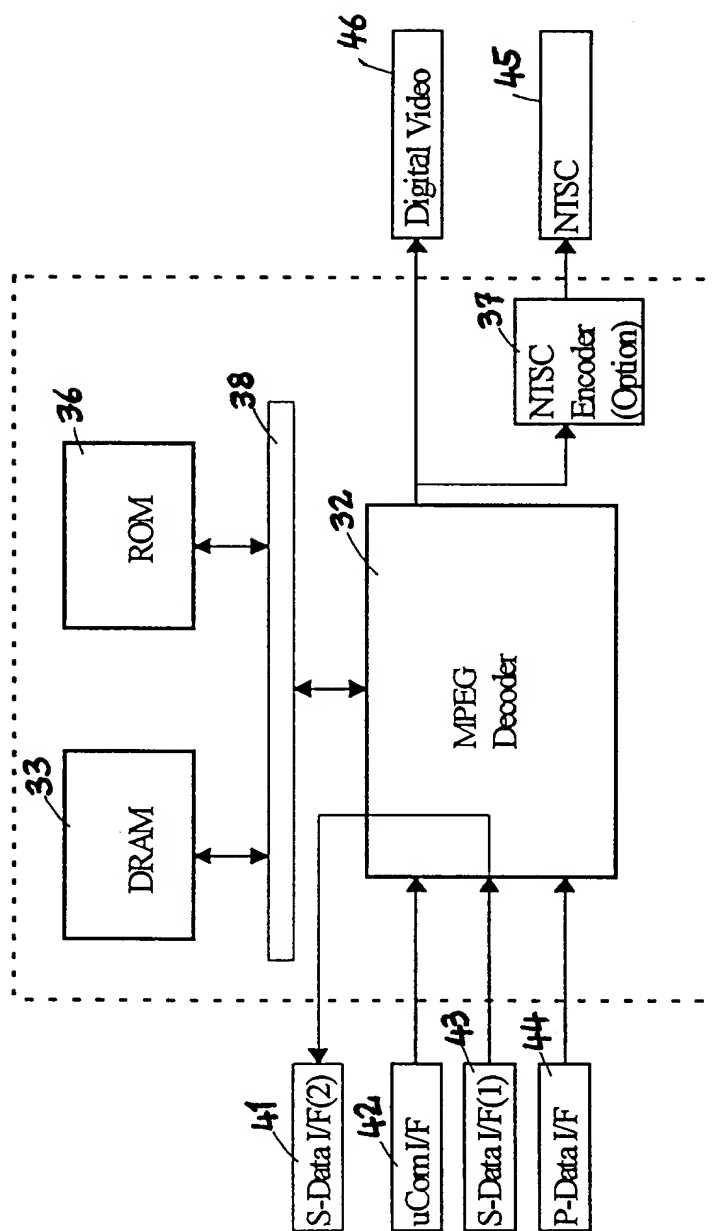 33
DRAM
36
ROM
38
41
S-Data I/F(2)
42
uCom I/F
43
S-Data I/F(1)
44
P-Data I/F
32
MPEG
Decoder
37
NTSC
Encoder
(Option)
46
Digital Video
45
NTSC